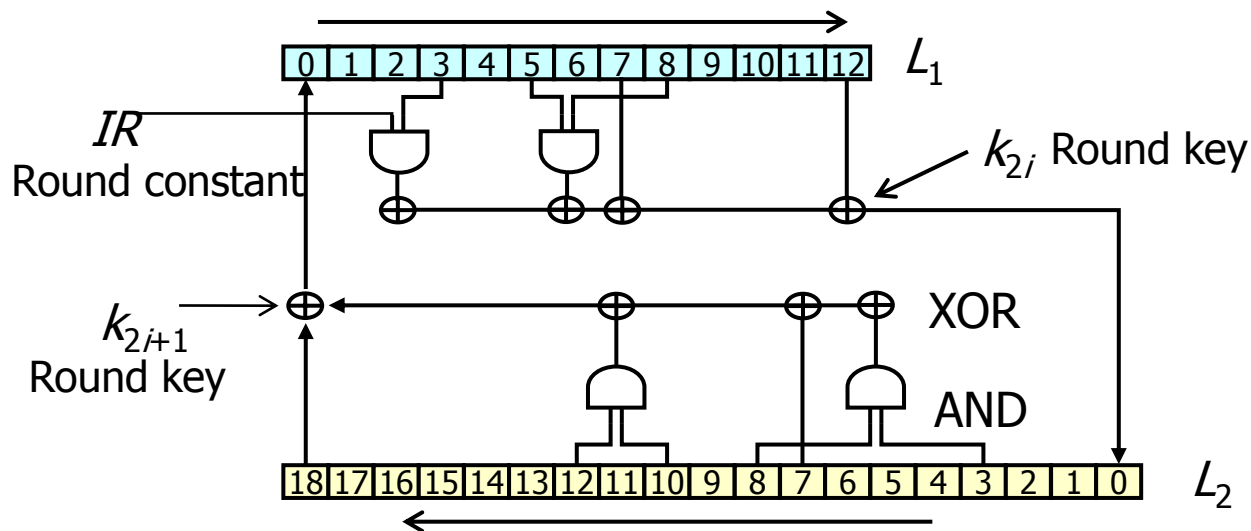 0 1 2 3 4 5 6 7 8 9 10 11 12 L₁
IR
Round constant
k₂ᵢ Round key
k₂ᵢ₊₁
Round key
XOR
AND
18 17 16 15 14 13 12 11 10 9 8 7 6 5 4 3 2 1 0 L₂